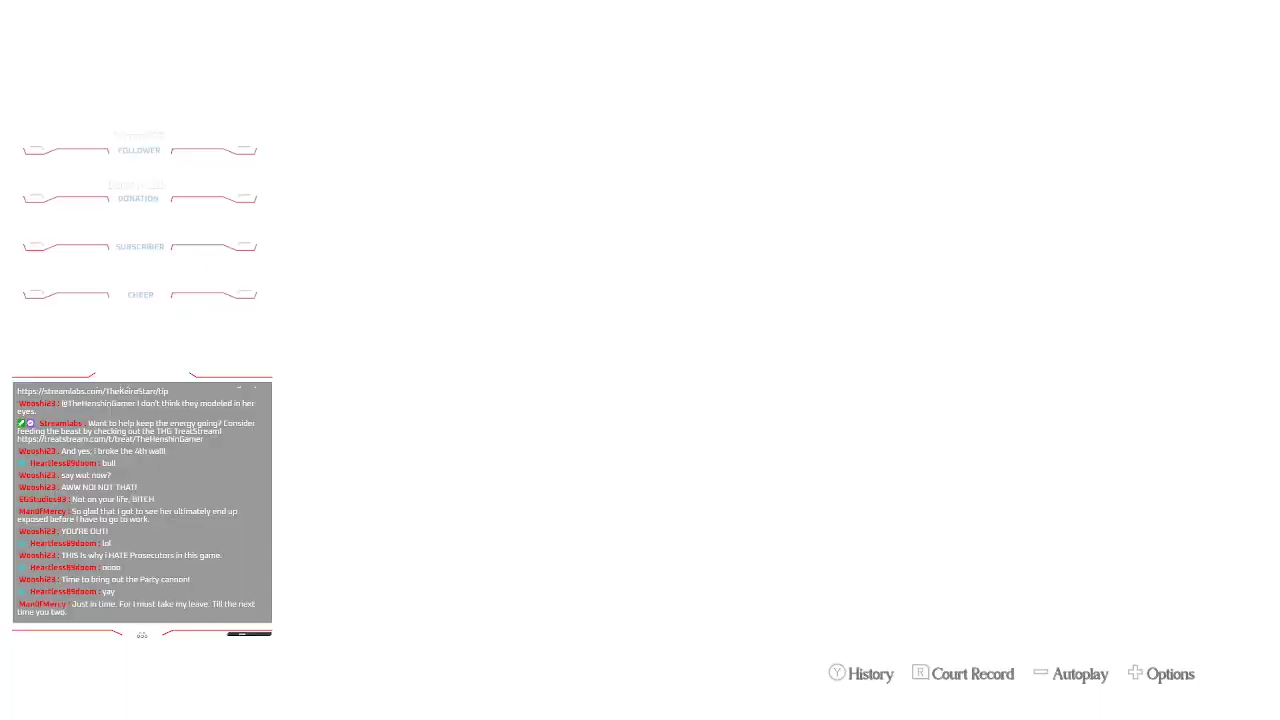 FOLLOWER
DONATION
SUBSCRIBER
CHEER
https://streamlabs.com/TheKeiroStarr/tip
Wooshi23 : @TheHenshinGamer I don't think they modeled in her
eyes.
Streamlabs : Want to help keep the energy going? Consider
feeding the beast by checking out the THG TreatStream!
https://treatstream.com/t/treat/TheHenshinGamer
Wooshi23 : And yes, i broke the 4th wall!
Heartless89doom : bull
Wooshi23 : say wut now?
Wooshi23 : AWW NO! NOT THAT!
EGStudios93 : Not on your life, BITCH.
ManOfMercy : So glad that I got to see her ultimately end up
exposed before I have to go to work.
Wooshi23 : YOU'RE OUT!
Heartless89doom : lol
Wooshi23 : THIS is why i HATE Prosecutors in this game.
Heartless89doom : oooo
Wooshi23 : Time to bring out the Party cannon!
Heartless89doom : yay
ManOfMercy : Just in time. For I must take my leave. Till the next
time you two.
Y History R Court Record Autoplay Options